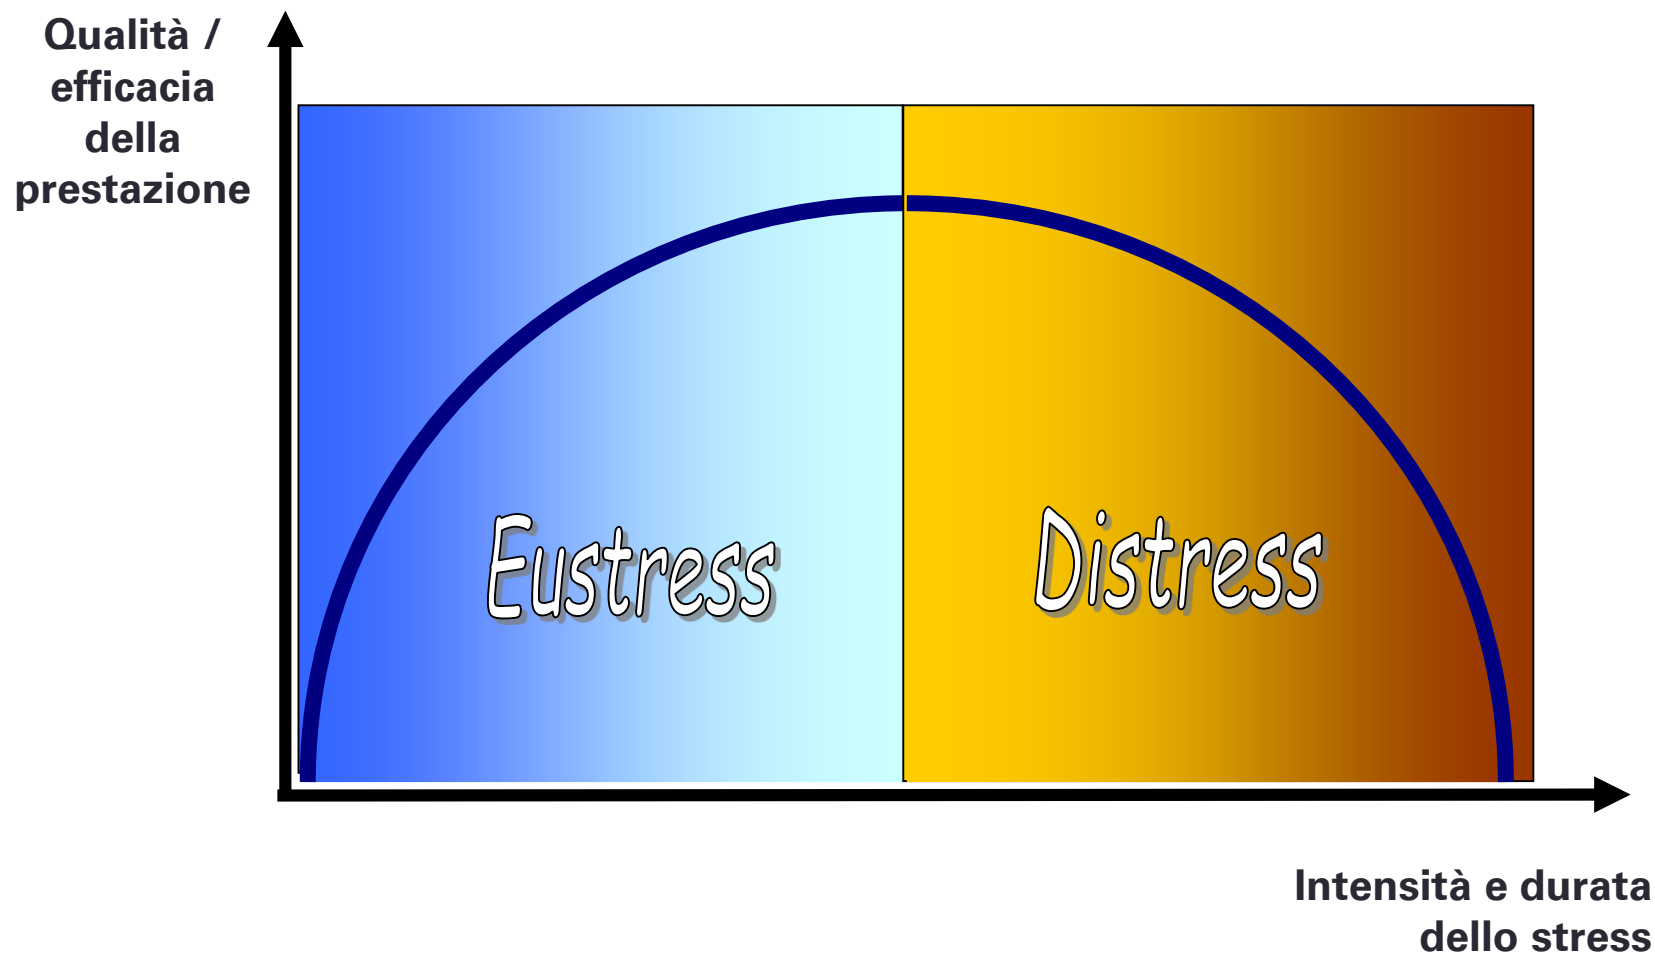 Qualità /
efficacia
della
prestazione
Eustress
Distress
Intensità e durata
dello stress